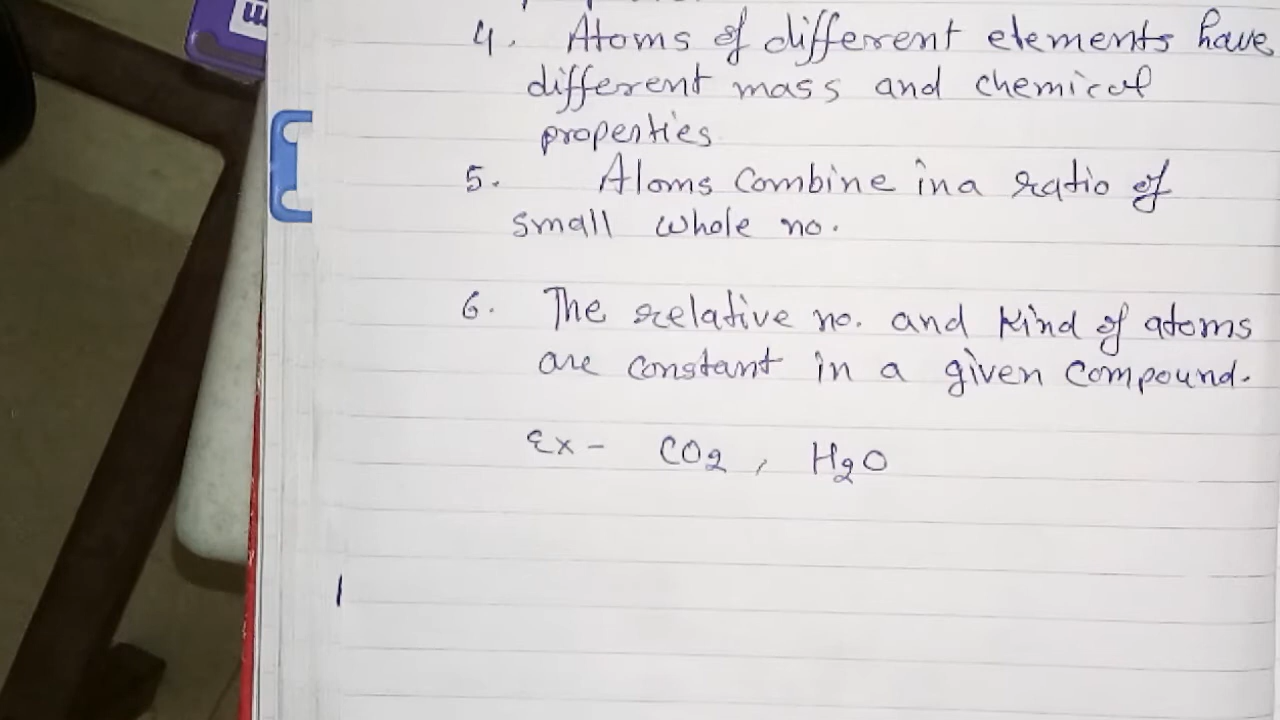 4. Atoms of different elements have
different mass and chemical
properties
5. Atoms combine in a ratio of
small whole no.
6. The relative no. and kind of atoms
are constant in a given compound.
Ex - CO2, H2O